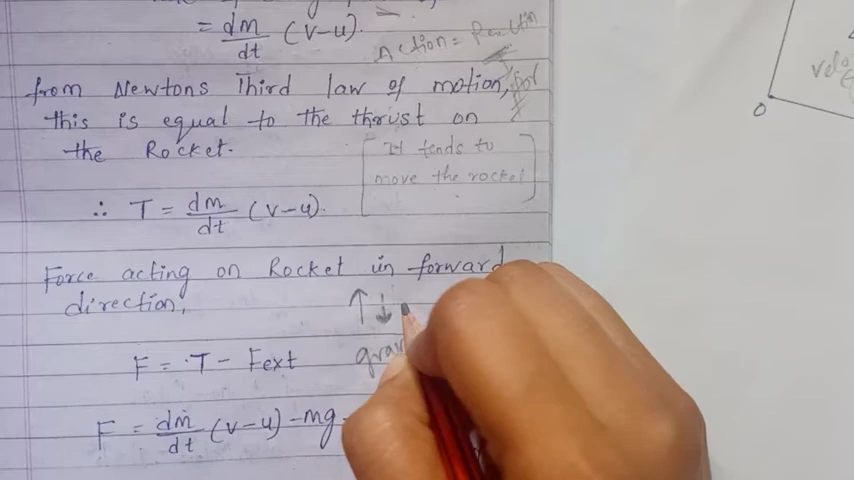 = dm/dt (v-u).
Action = Reaction
from Newtons Third law of motion,
this is equal to the thrust on
the Rocket.
[It tends to
move the rocket]
∴ T = dm/dt (v-u).
Force acting on Rocket in forward
direction,
↑↓
F = T - Fext
F = dm/dt (v-u) - mg
O